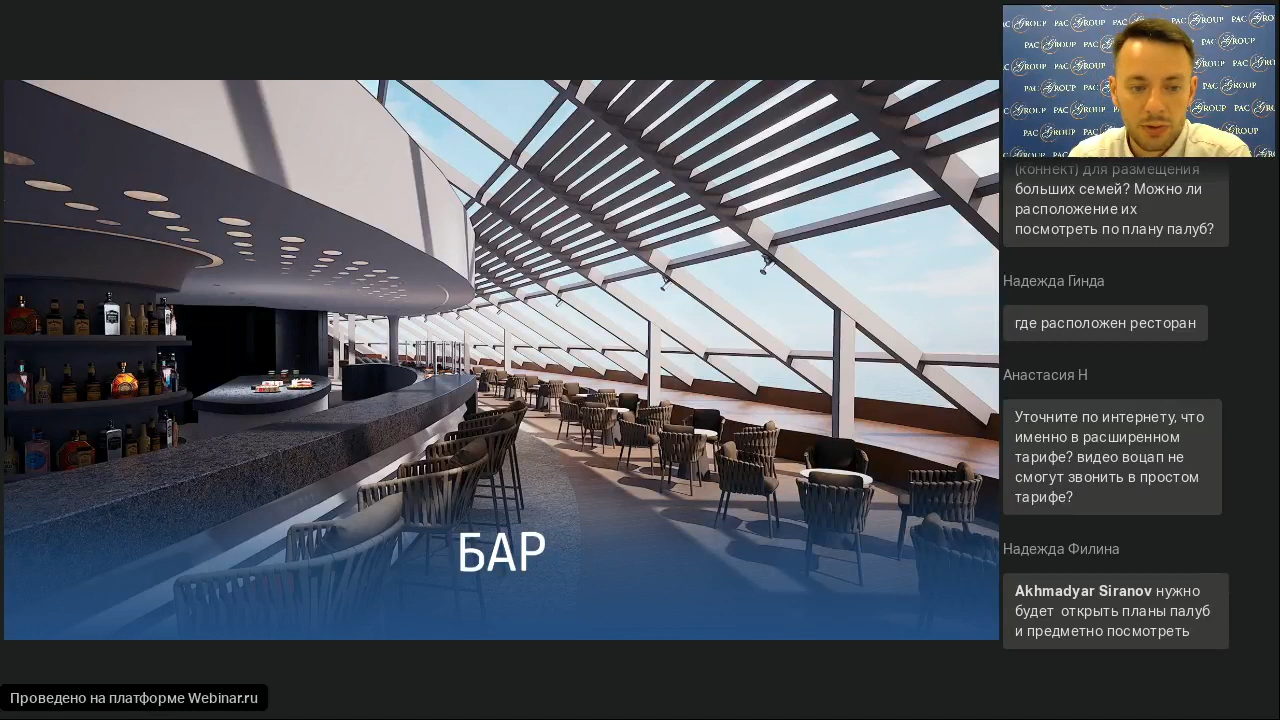 БАР
PAC GROUP
(коннект) для размещения
больших семей? Можно ли
расположение их
посмотреть по плану палуб?
Надежда Гинда
где расположен ресторан
Анастасия Н
Уточните по интернету, что
именно в расширенном
тарифе? видео воцап не
смогут звонить в простом
тарифе?
Надежда Филина
Akhmadyar Siranov нужно
будет открыть планы палуб
и предметно посмотреть
Проведено на платформе Webinar.ru